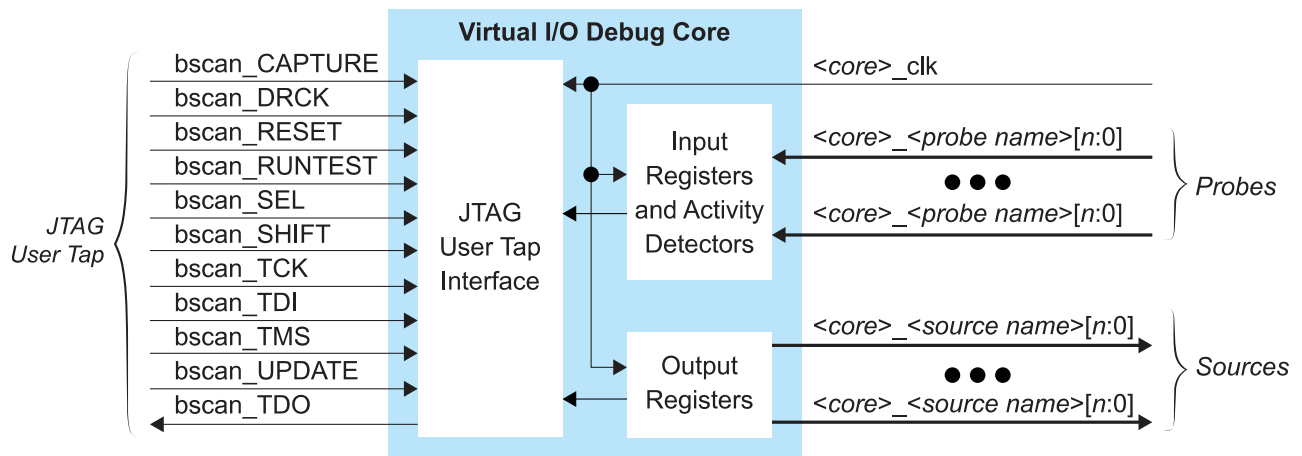 Virtual I/O Debug Core
bscan_CAPTURE
bscan_DRCK
bscan_RESET
bscan_RUNTEST
bscan_SEL
bscan_SHIFT
bscan_TCK
bscan_TDI
bscan_TMS
bscan_UPDATE
bscan_TDO
JTAG
User Tap
JTAG
User Tap
Interface
Input
Registers
and Activity
Detectors
Output
Registers
<core>_clk
<core>_<probe name>[n:0]
<core>_<probe name>[n:0]
Probes
<core>_<source name>[n:0]
<core>_<source name>[n:0]
Sources